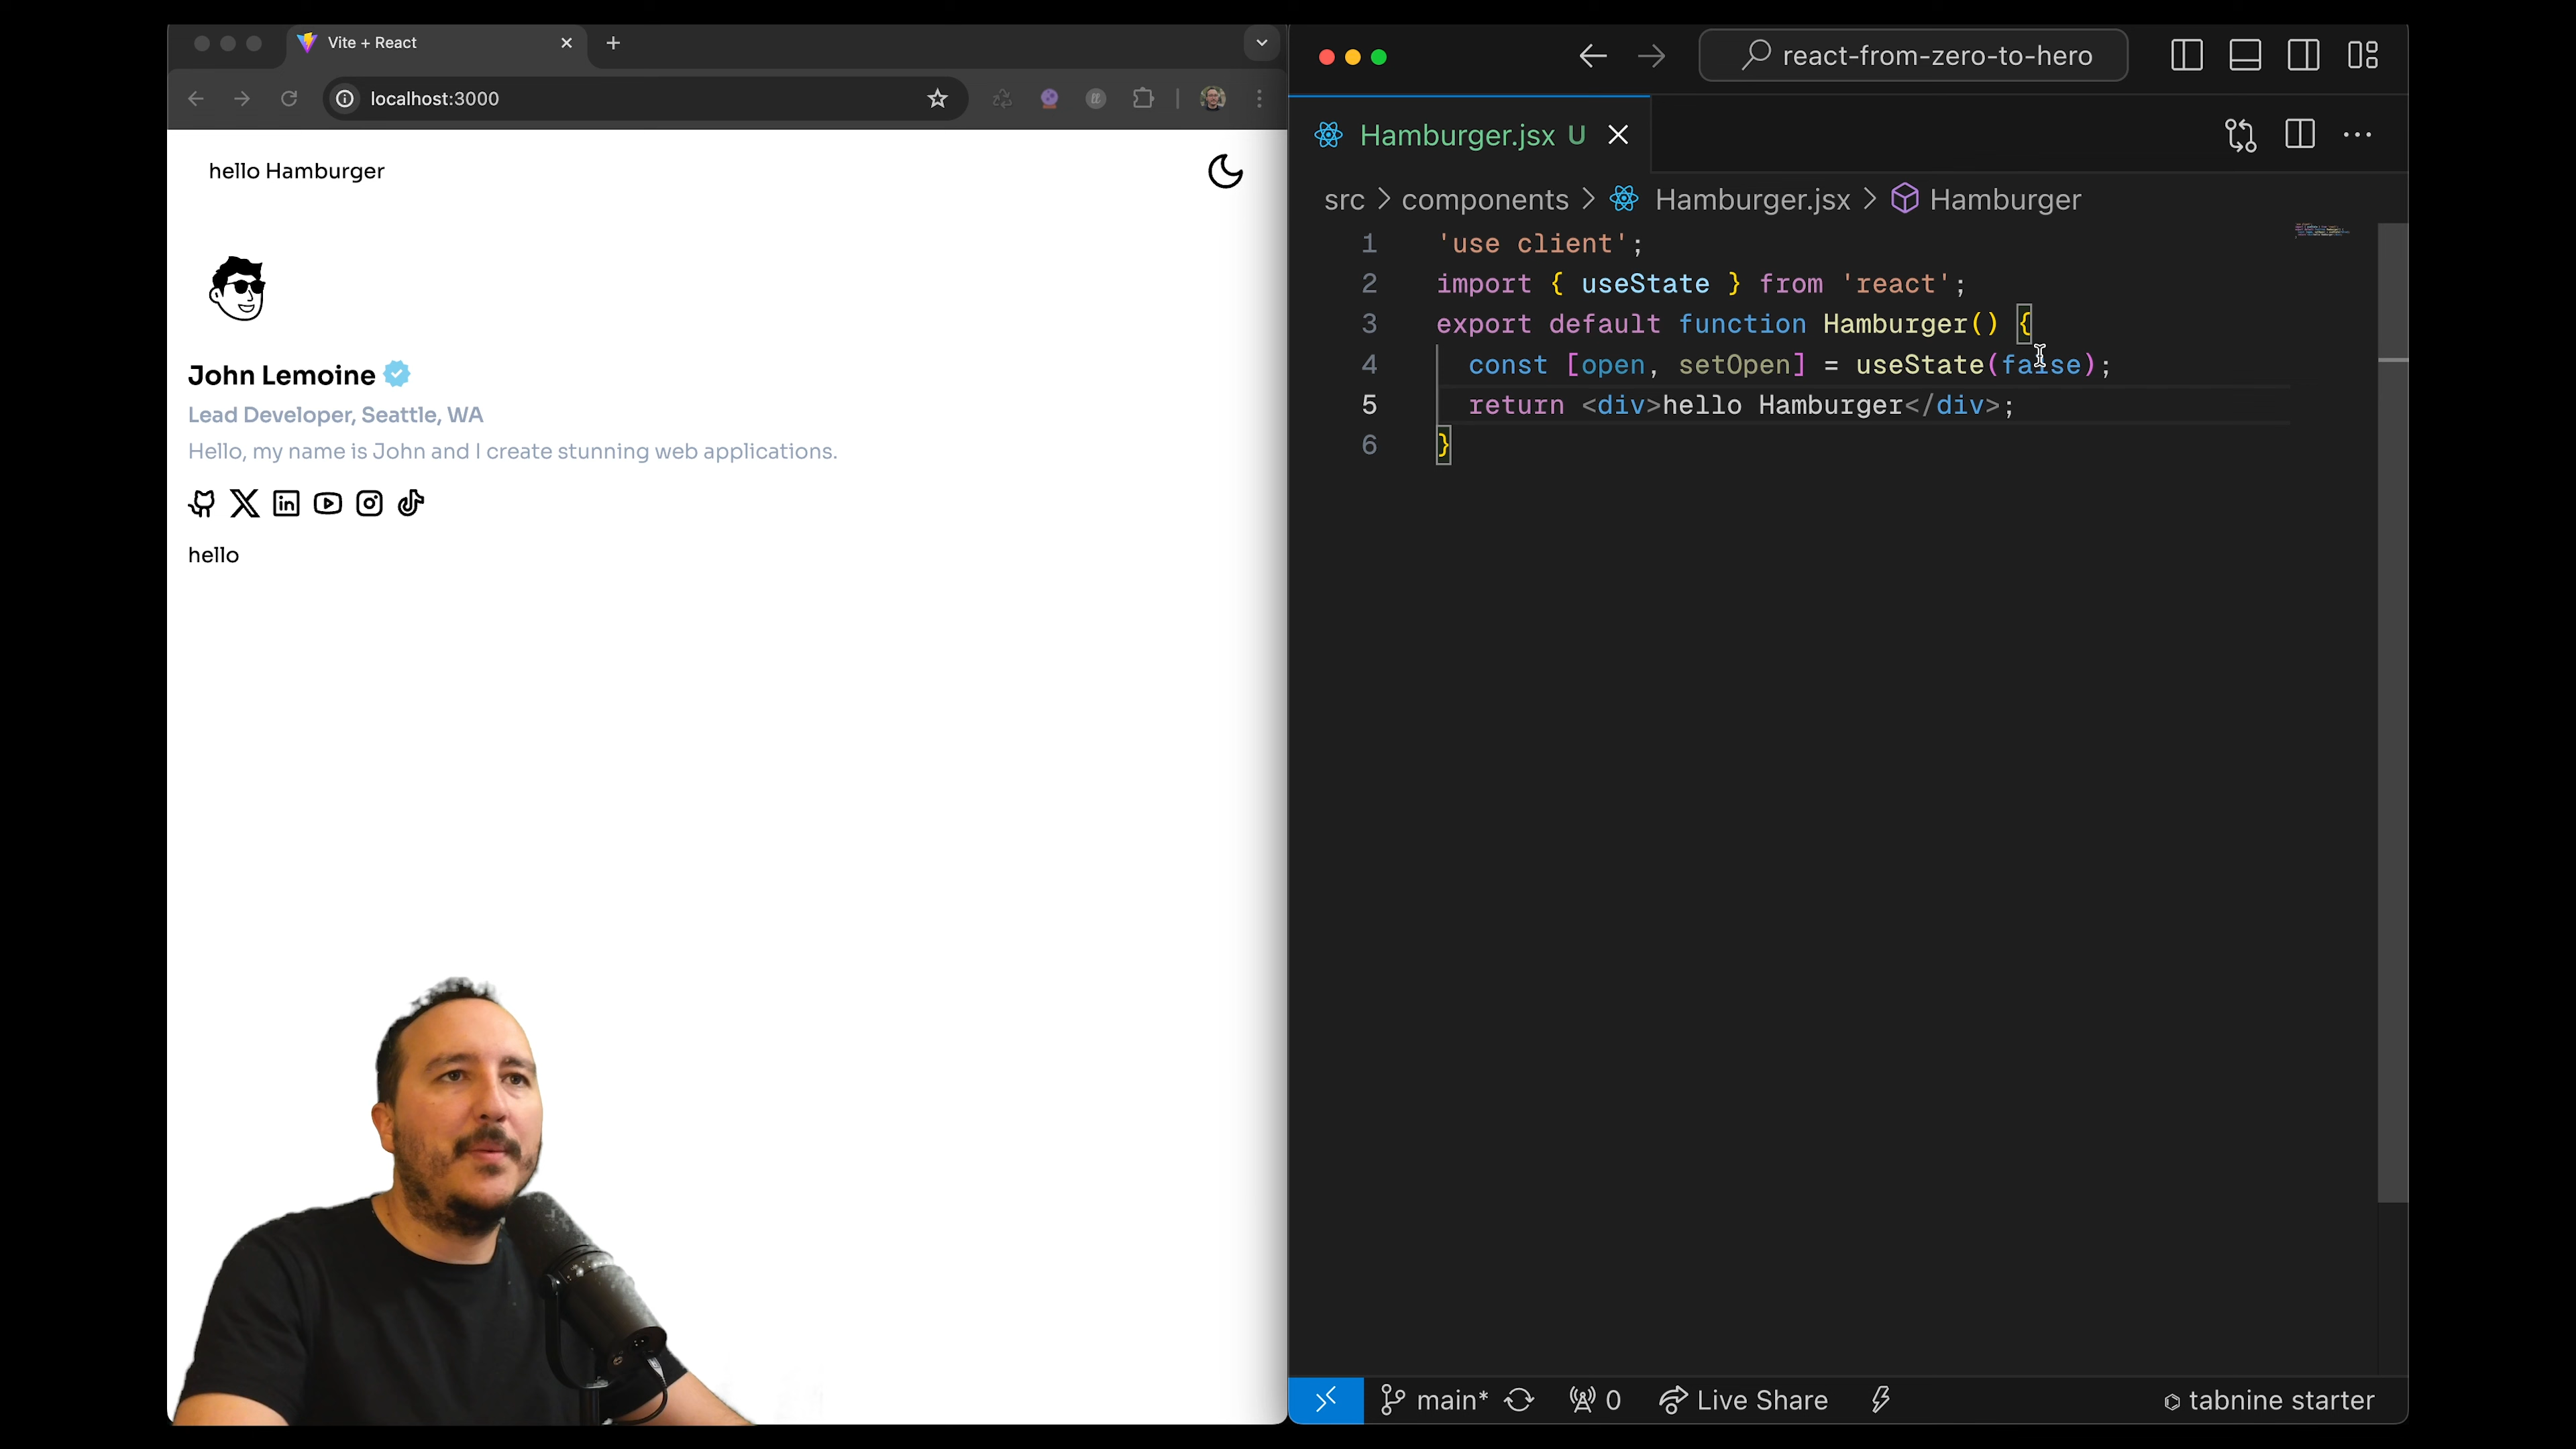 Vite + React
localhost:3000
hello Hamburger
John Lemoine
Lead Developer, Seattle, WA
Hello, my name is John and I create stunning web applications.
hello
react-from-zero-to-hero
Hamburger.jsx U
src > components > Hamburger.jsx > Hamburger
1 'use client';
2 import { useState } from 'react';
3 export default function Hamburger() {
4 const [open, setOpen] = useState(false);
5 return <div>hello Hamburger</div>;
6 }
main* 0 Live Share tabnine starter